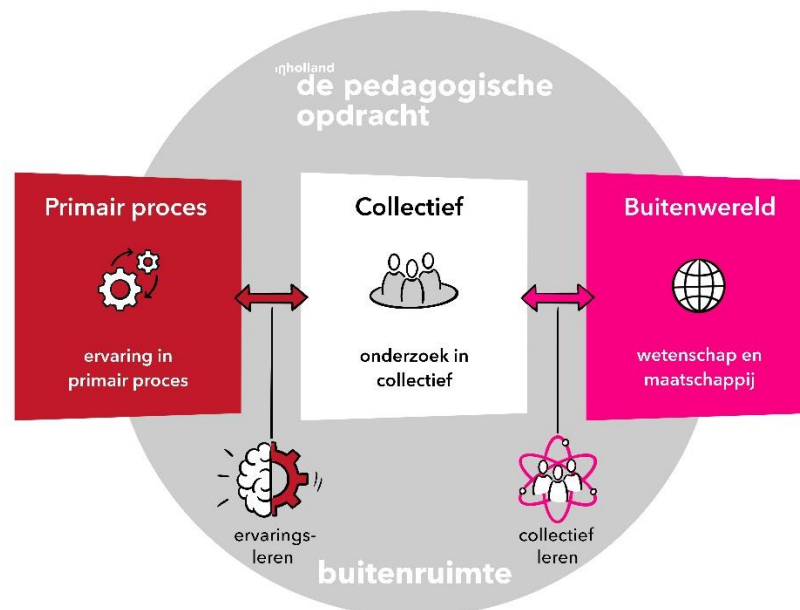 inholland
de pedagogische
opdracht
Primair proces
ervaring in
primair proces
Collectief
onderzoek in
collectief
Buitenwereld
wetenschap en
maatschappij
ervarings-
leren
collectief
leren
buitenruimte